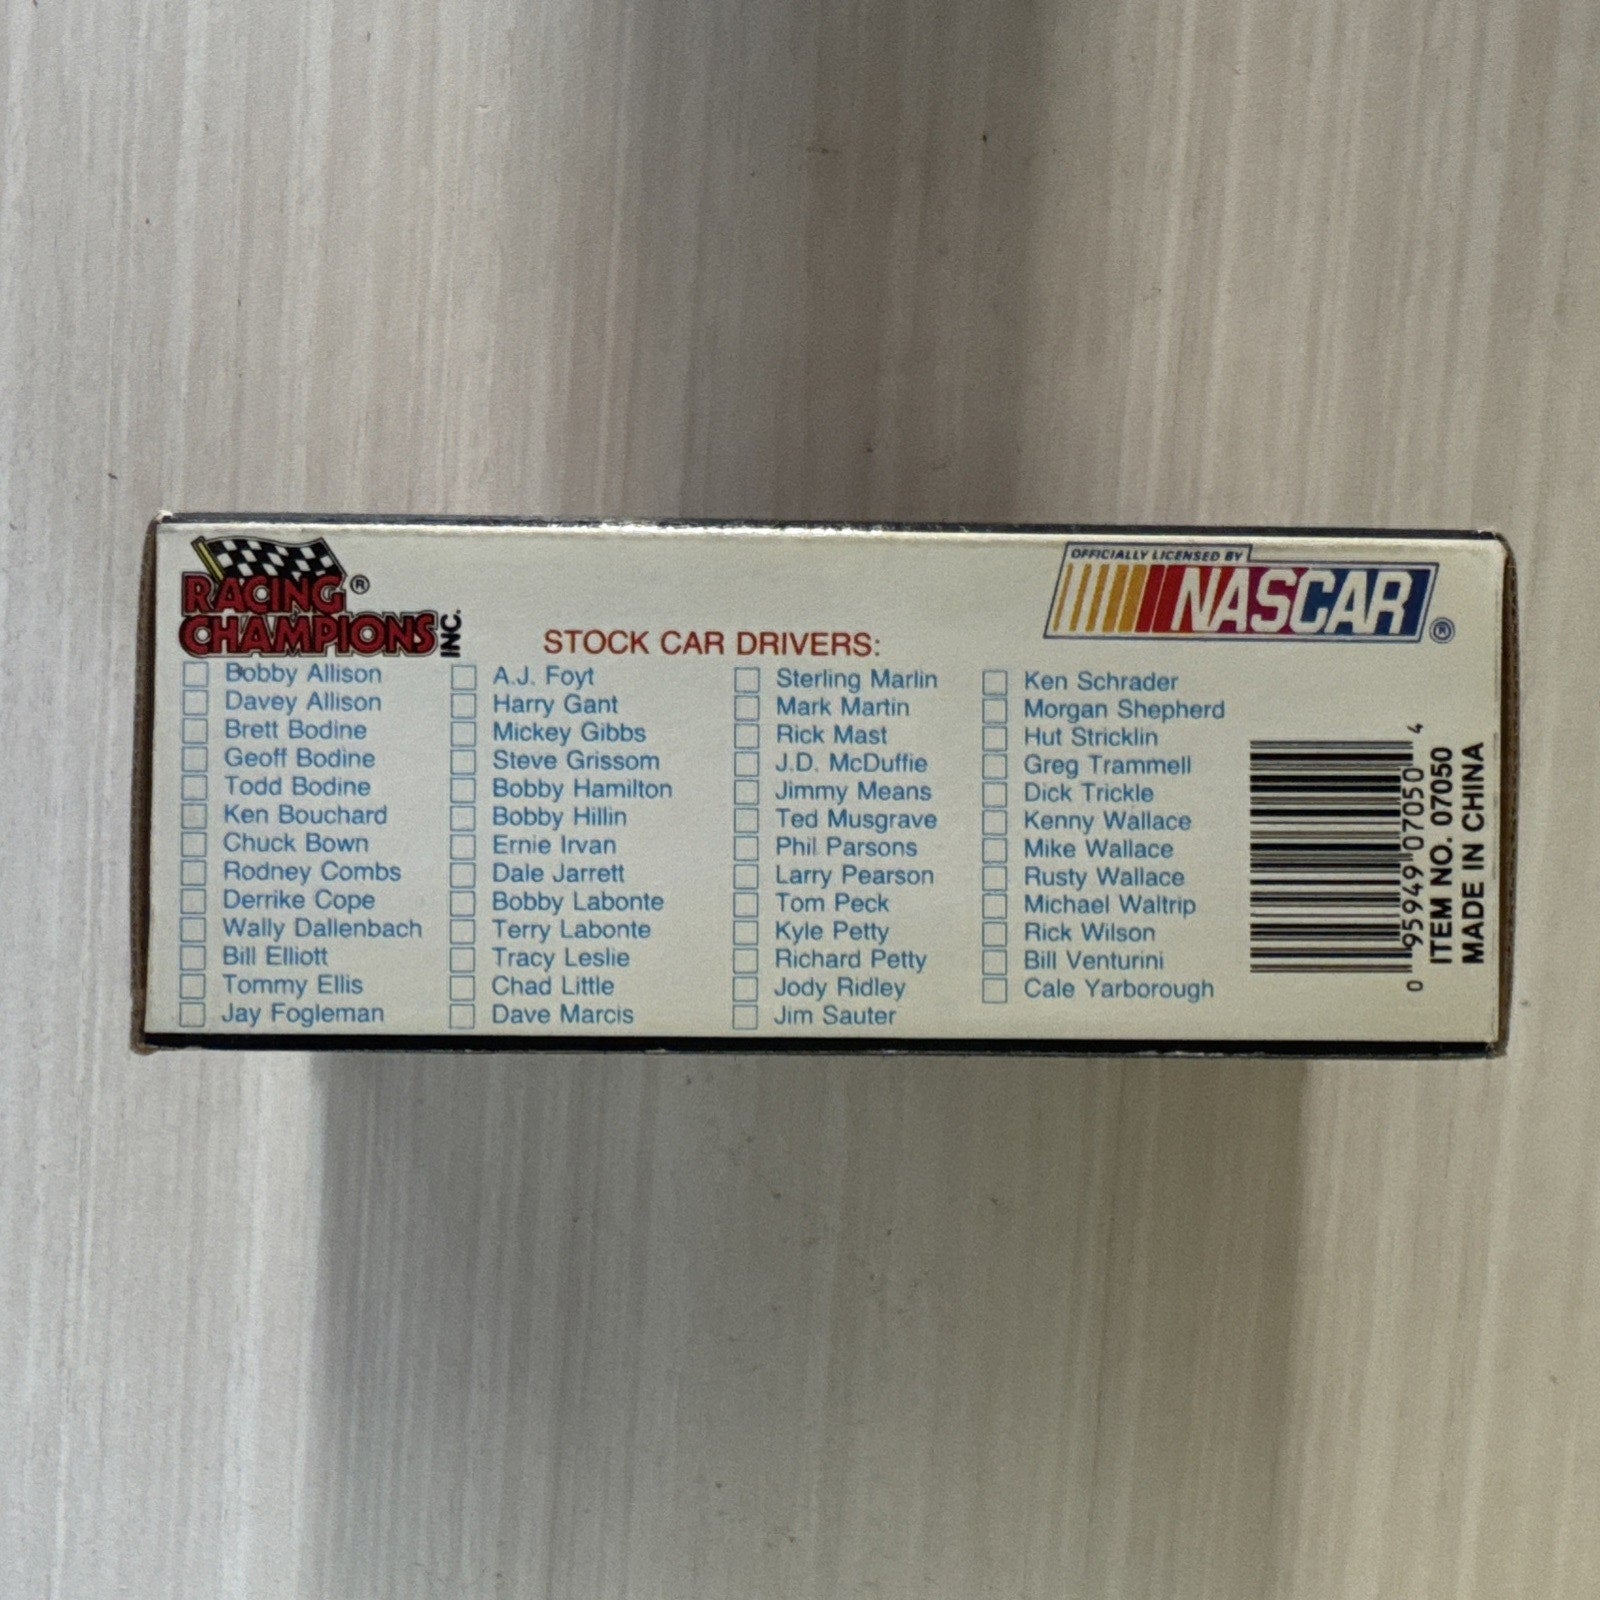 RACING ®
CHAMPIONS INC.
OFFICIALLY LICENSED BY
NASCAR ®
STOCK CAR DRIVERS:
Bobby Allison
Davey Allison
Brett Bodine
Geoff Bodine
Todd Bodine
Ken Bouchard
Chuck Bown
Rodney Combs
Derrike Cope
Wally Dallenbach
Bill Elliott
Tommy Ellis
Jay Fogleman
A.J. Foyt
Harry Gant
Mickey Gibbs
Steve Grissom
Bobby Hamilton
Bobby Hillin
Ernie Irvan
Dale Jarrett
Bobby Labonte
Terry Labonte
Tracy Leslie
Chad Little
Dave Marcis
Sterling Marlin
Mark Martin
Rick Mast
J.D. McDuffie
Jimmy Means
Ted Musgrave
Phil Parsons
Larry Pearson
Tom Peck
Kyle Petty
Richard Petty
Jody Ridley
Jim Sauter
Ken Schrader
Morgan Shepherd
Hut Stricklin
Greg Trammell
Dick Trickle
Kenny Wallace
Mike Wallace
Rusty Wallace
Michael Waltrip
Rick Wilson
Bill Venturini
Cale Yarborough
0 95949 07050 4
ITEM NO. 07050
MADE IN CHINA